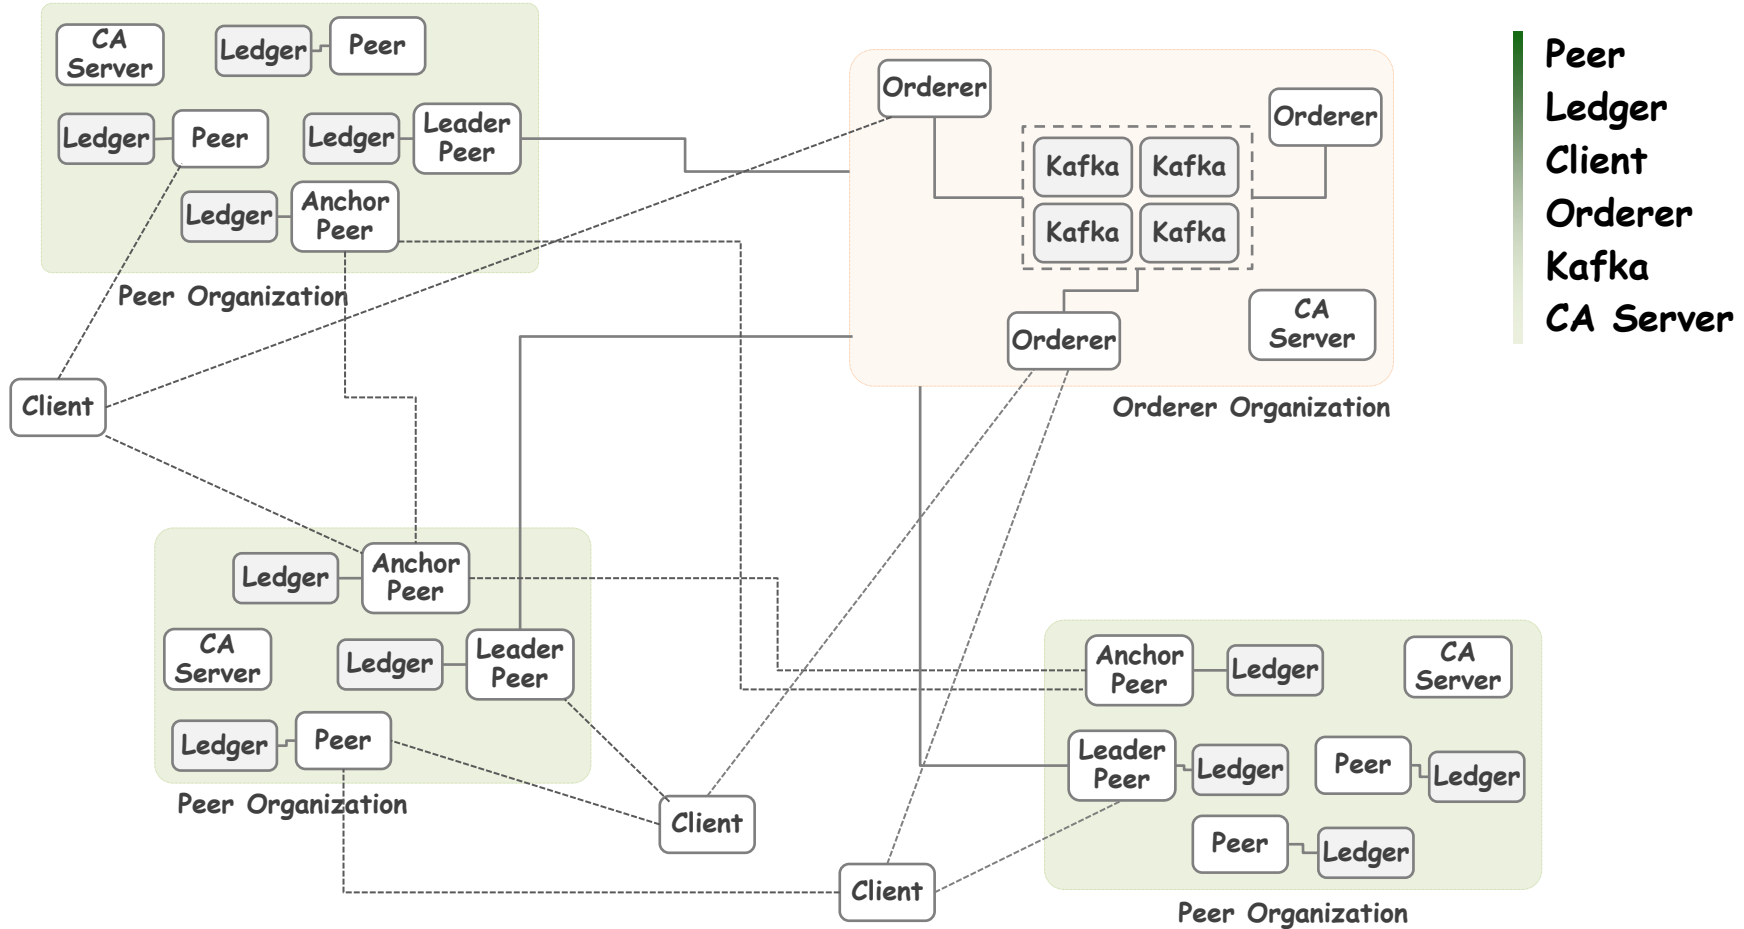 CA
Server
Ledger
Peer
Ledger
Peer
Ledger
Leader
Peer
Ledger
Anchor
Peer
Peer Organization
Client
Orderer
Orderer
Kafka
Kafka
Kafka
Kafka
Orderer
CA
Server
Orderer Organization
Peer
Ledger
Client
Orderer
Kafka
CA Server
Ledger
Anchor
Peer
CA
Server
Ledger
Leader
Peer
Ledger
Peer
Peer Organization
Client
Client
Anchor
Peer
Ledger
CA
Server
Leader
Peer
Ledger
Peer
Ledger
Peer
Ledger
Peer Organization